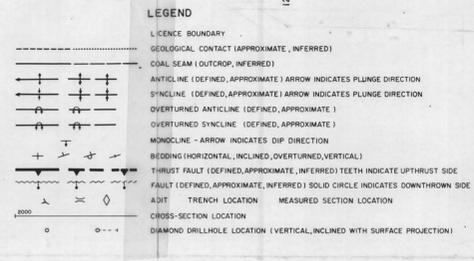 LEGEND
LICENCE BOUNDARY
GEOLOGICAL CONTACT (APPROXIMATE, INFERRED)
COAL SEAM (OUTCROP, INFERRED)
ANTICLINE (DEFINED, APPROXIMATE) ARROW INDICATES PLUNGE DIRECTION
SYNCLINE (DEFINED, APPROXIMATE) ARROW INDICATES PLUNGE DIRECTION
OVERTURNED ANTICLINE (DEFINED, APPROXIMATE)
OVERTURNED SYNCLINE (DEFINED, APPROXIMATE)
MONOCLINE - ARROW INDICATES DIP DIRECTION
BEDDING (HORIZONTAL, INCLINED, OVERTURNED, VERTICAL)
THRUST FAULT (DEFINED, APPROXIMATE, INFERRED) TEETH INDICATE UPTHRUST SIDE
FAULT (DEFINED, APPROXIMATE, INFERRED) SOLID CIRCLE INDICATES DOWNTHROWN SIDE
ADIT TRENCH LOCATION MEASURED SECTION LOCATION
2000 CROSS-SECTION LOCATION
DIAMOND DRILLHOLE LOCATION (VERTICAL, INCLINED WITH SURFACE PROJECTION)